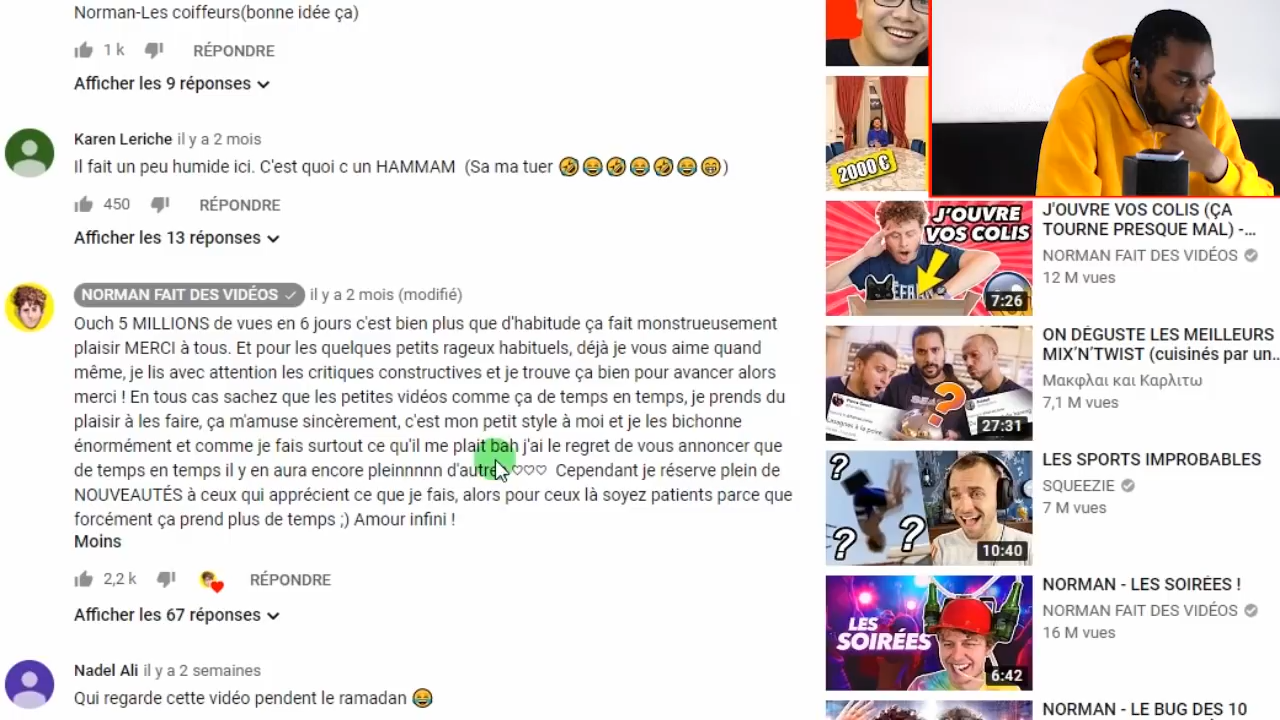 Norman-Les coiffeurs(bonne idée ça)
1 k RÉPONDRE
Afficher les 9 réponses
Karen Leriche il y a 2 mois
Il fait un peu humide ici. C'est quoi c un HAMMAM (Sa ma tuer 🤣😂🤣😂🤣😂😁)
450 RÉPONDRE
Afficher les 13 réponses
NORMAN FAIT DES VIDÉOS il y a 2 mois (modifié)
Ouch 5 MILLIONS de vues en 6 jours c'est bien plus que d'habitude ça fait monstrueusement
plaisir MERCI à tous. Et pour les quelques petits rageux habituels, déjà je vous aime quand
même, je lis avec attention les critiques constructives et je trouve ça bien pour avancer alors
merci ! En tous cas sachez que les petites vidéos comme ça de temps en temps, je prends du
plaisir à les faire, ça m'amuse sincèrement, c'est mon petit style à moi et je les bichonne
énormément et comme je fais surtout ce qu'il me plait bah j'ai le regret de vous annoncer que
de temps en temps il y en aura encore pleinnnnn d'autre ♡♡♡ Cependant je réserve plein de
NOUVEAUTÉS à ceux qui apprécient ce que je fais, alors pour ceux là soyez patients parce que
forcément ça prend plus de temps ;) Amour infini !
Moins
2,2 k RÉPONDRE
Afficher les 67 réponses
Nadel Ali il y a 2 semaines
Qui regarde cette vidéo pendent le ramadan 😂
2000 €
J'OUVRE
VOS COLIS
7:26
J'OUVRE VOS COLIS (ÇA
TOURNE PRESQUE MAL) -...
NORMAN FAIT DES VIDÉOS
12 M vues
?
27:31
ON DÉGUSTE LES MEILLEURS
MIX'N'TWIST (cuisinés par un...
Μακφλαι και Καρλιτω
7,1 M vues
? ? ?
10:40
LES SPORTS IMPROBABLES
SQUEEZIE
7 M vues
LES
SOIRÉES
6:42
NORMAN - LES SOIRÉES !
NORMAN FAIT DES VIDÉOS
16 M vues
NORMAN - LE BUG DES 10